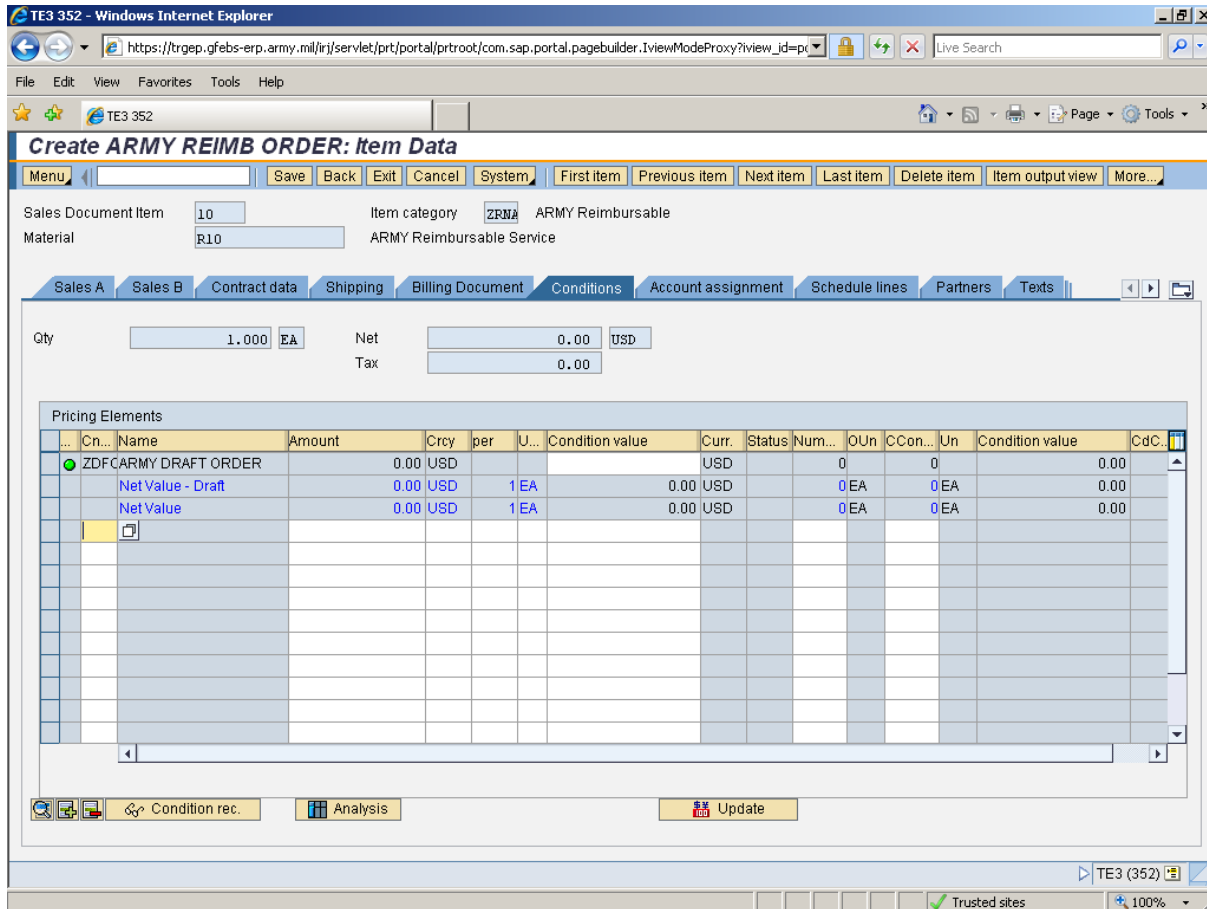 TE3 352 - Windows Internet Explorer
https://trgep.gfebs-erp.army.mil/irj/servlet/prt/portal/prtroot/com.sap.portal.pagebuilder.IviewModeProxy?iview_id=pc Live Search
File Edit View Favorites Tools Help
TE3 352 Page Tools
Create ARMY REIMB ORDER: Item Data
Menu Save Back Exit Cancel System First item Previous item Next item Last item Delete item Item output view More...
Sales Document Item 10 Item category ZRNA ARMY Reimbursable
Material R10 ARMY Reimbursable Service
Sales A Sales B Contract data Shipping Billing Document Conditions Account assignment Schedule lines Partners Texts
Qty 1.000 EA Net 0.00 USD
Tax 0.00
Pricing Elements
... Cn... Name Amount Crcy per U... Condition value Curr. Status Num... OUn CCon... Un Condition value CdC...
ZDFO ARMY DRAFT ORDER 0.00 USD USD 0 0 0.00
Net Value - Draft 0.00 USD 1 EA 0.00 USD 0 EA 0 EA 0.00
Net Value 0.00 USD 1 EA 0.00 USD 0 EA 0 EA 0.00
Condition rec. Analysis Update
TE3 (352)
Trusted sites 100%